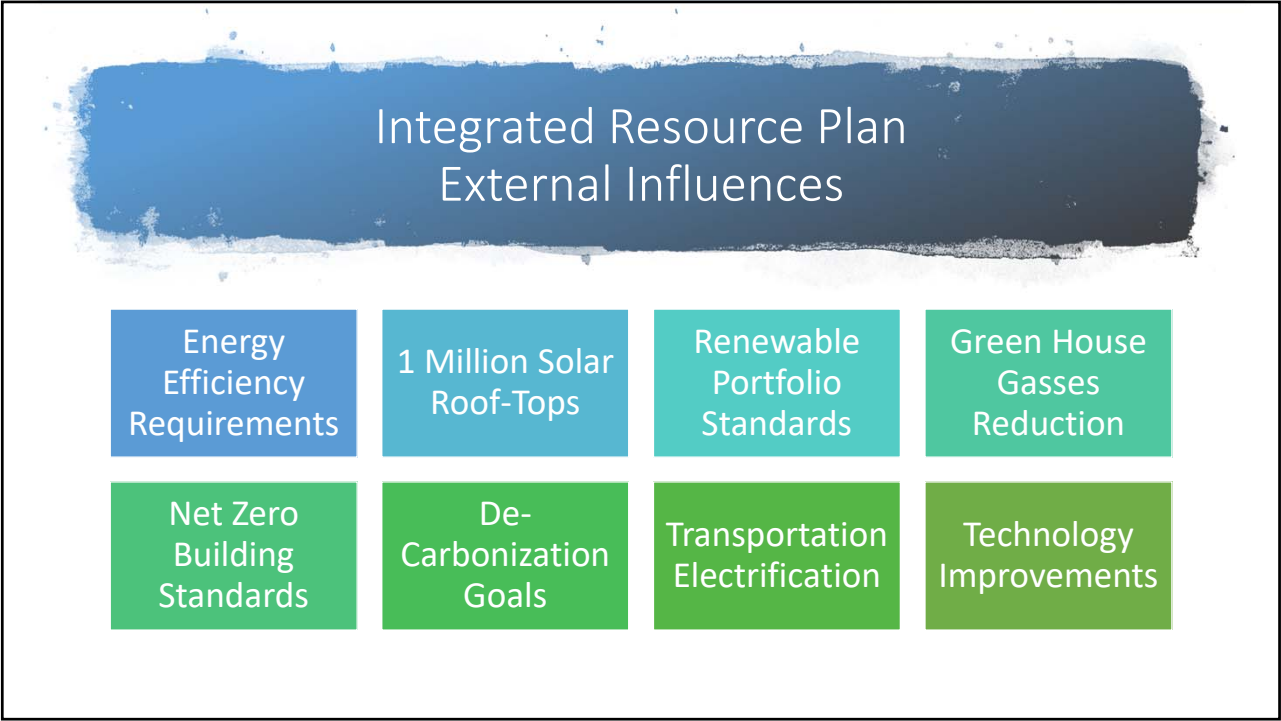 Integrated Resource Plan
External Influences
Energy
Efficiency
Requirements
1 Million Solar
Roof-Tops
Renewable
Portfolio
Standards
Green House
Gasses
Reduction
Net Zero
Building
Standards
De-
Carbonization
Goals
Transportation
Electrification
Technology
Improvements